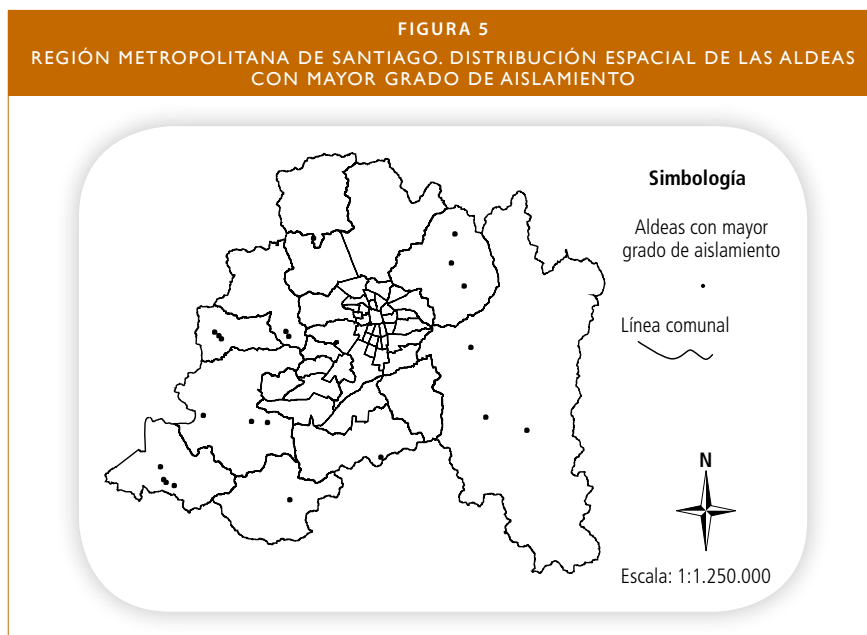 FIGURA 5
REGIÓN METROPOLITANA DE SANTIAGO. DISTRIBUCIÓN ESPACIAL DE LAS ALDEAS
CON MAYOR GRADO DE AISLAMIENTO
Simbología
Aldeas con mayor
grado de aislamiento
Línea comunal
N
Escala: 1:1.250.000